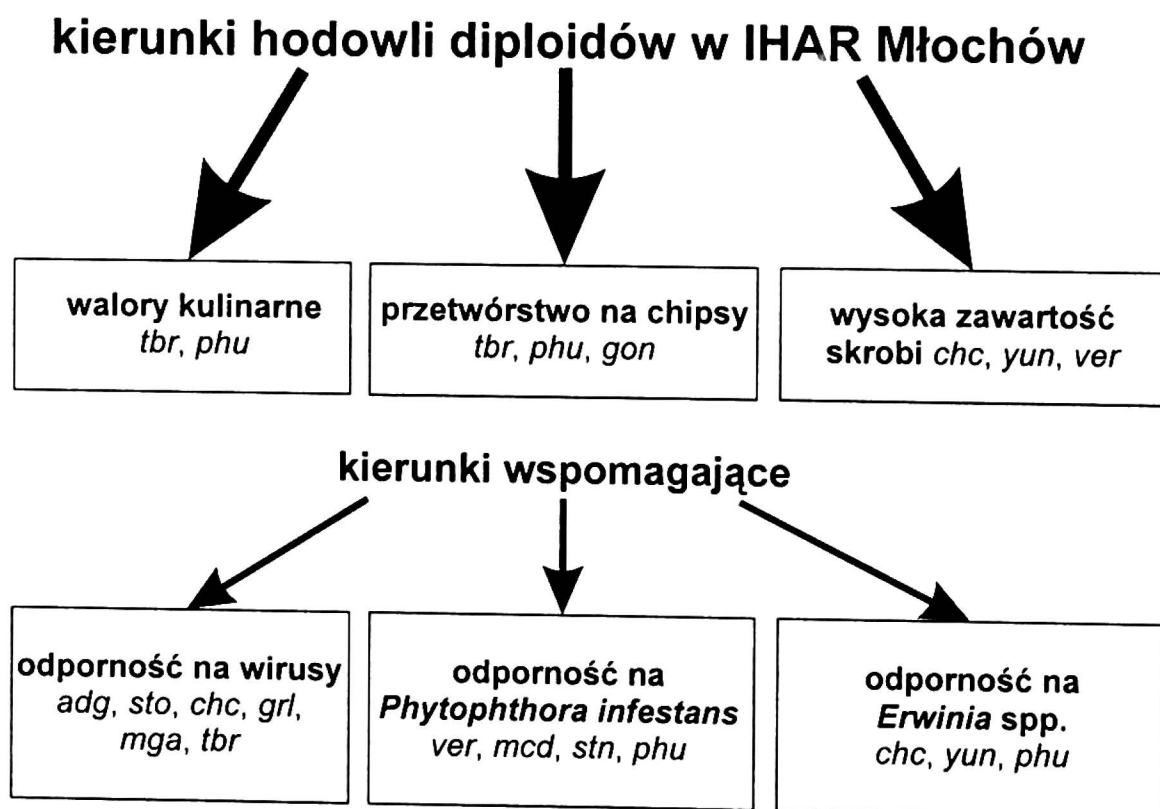 kierunki hodowli diploidów w IHAR Młochów
walory kulinarne
tbr, phu
przetwórstwo na chipsy
tbr, phu, gon
wysoka zawartość
skrobi chc, yun, ver
kierunki wspomagające
odporność na wirusy
adg, sto, chc, grl,
mga, tbr
odporność na
Phytophthora infestans
ver, mcd, stn, phu
odporność na
Erwinia spp.
chc, yun, phu